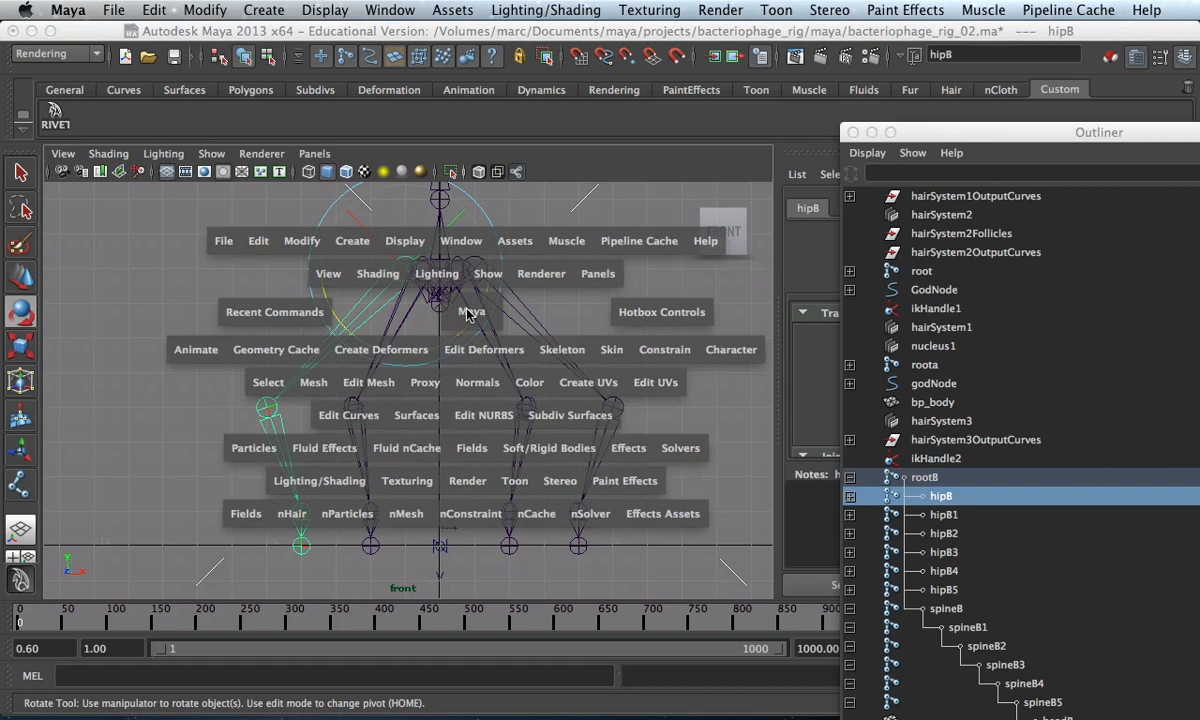 Maya File Edit Modify Create Display Window Assets Lighting/Shading Texturing Render Toon Stereo Paint Effects Muscle Pipeline Cache Help
Autodesk Maya 2013 x64 - Educational Version: /Volumes/marc/Documents/maya/projects/bacteriophage_rig/maya/bacteriophage_rig_02.ma* --- hipB
Rendering hipB
General Curves Surfaces Polygons Subdivs Deformation Animation Dynamics Rendering PaintEffects Toon Muscle Fluids Fur Hair nCloth Custom
RIVET
Outliner
View Shading Lighting Show Renderer Panels
Display Show Help
List Sele
hipB
FRONT
File Edit Modify Create Display Window Assets Muscle Pipeline Cache Help
View Shading Lighting Show Renderer Panels
Recent Commands Maya Hotbox Controls
Tra
Animate Geometry Cache Create Deformers Edit Deformers Skeleton Skin Constrain Character
Select Mesh Edit Mesh Proxy Normals Color Create UVs Edit UVs
Edit Curves Surfaces Edit NURBS Subdiv Surfaces
Particles Fluid Effects Fluid nCache Fields Soft/Rigid Bodies Effects Solvers
Lighting/Shading Texturing Render Toon Stereo Paint Effects
Notes: h
Fields nHair nParticles nMesh nConstraint nCache nSolver Effects Assets
hairSystem1OutputCurves
hairSystem2
hairSystem2Follicles
hairSystem2OutputCurves
root
GodNode
ikHandle1
hairSystem1
nucleus1
roota
godNode
bp_body
hairSystem3
hairSystem3OutputCurves
ikHandle2
rootB
hipB
hipB1
hipB2
hipB3
hipB4
hipB5
spineB
spineB1
spineB2
spineB3
spineB4
spineB5
y
x
front
0 50 100 150 200 250 300 350 400 450 500 550 600 650 700 750 800 850 900
0
0.60 1.00 1 1000 1000.00
MEL
Rotate Tool: Use manipulator to rotate object(s). Use edit mode to change pivot (HOME).